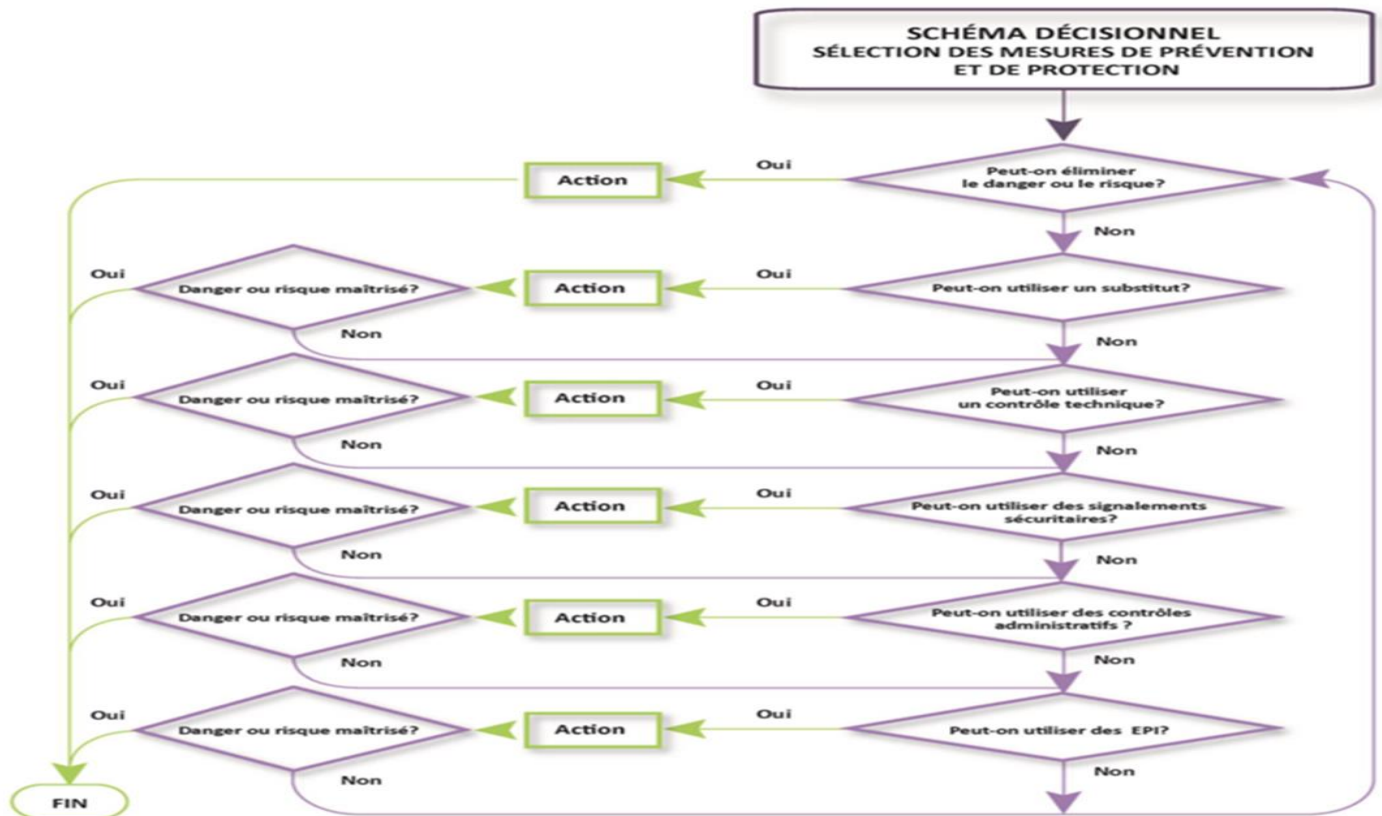 SCHÉMA DÉCISIONNEL
SÉLECTION DES MESURES DE PRÉVENTION
ET DE PROTECTION
Peut-on éliminer
le danger ou le risque?
Oui
Action
Non
Peut-on utiliser un substitut?
Oui
Action
Danger ou risque maîtrisé?
Oui
Non
Non
Peut-on utiliser
un contrôle technique?
Oui
Action
Danger ou risque maîtrisé?
Oui
Non
Non
Peut-on utiliser des signalements
sécuritaires?
Oui
Action
Danger ou risque maîtrisé?
Oui
Non
Non
Peut-on utiliser des contrôles
administratifs ?
Oui
Action
Danger ou risque maîtrisé?
Oui
Non
Non
Peut-on utiliser des EPI?
Oui
Action
Danger ou risque maîtrisé?
Oui
Non
Non
FIN